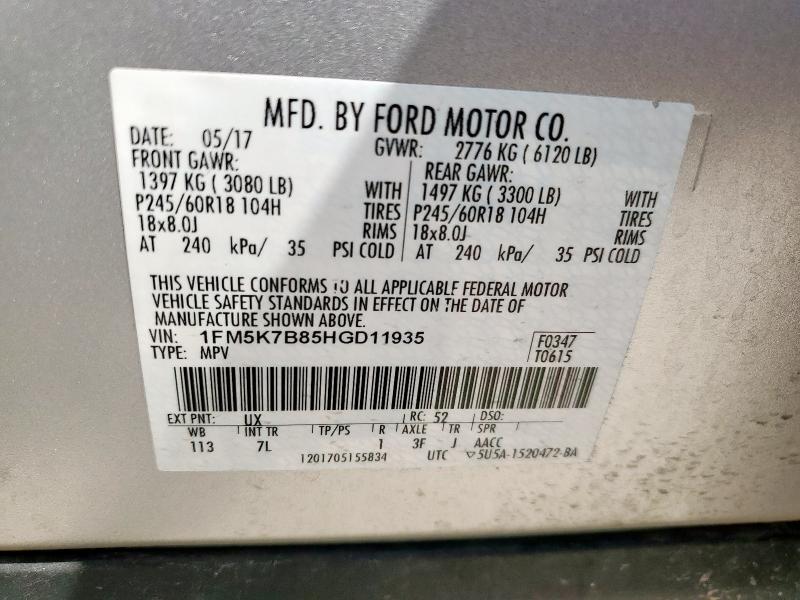 MFD. BY FORD MOTOR CO.
DATE: 05/17 GVWR: 2776 KG ( 6120 LB)
FRONT GAWR: REAR GAWR:
1397 KG ( 3080 LB) WITH 1497 KG ( 3300 LB) WITH
P245/60R18 104H TIRES P245/60R18 104H TIRES
18x8.0J RIMS 18x8.0J RIMS
AT 240 kPa/ 35 PSI COLD AT 240 kPa/ 35 PSI COLD
THIS VEHICLE CONFORMS TO ALL APPLICABLE FEDERAL MOTOR
VEHICLE SAFETY STANDARDS IN EFFECT ON THE DATE OF
MANUFACTURE SHOWN ABOVE.
VIN: 1FM5K7B85HGD11935 F0347
TYPE: MPV T0615
EXT PNT: UX RC: 52 DSO:
WB INT TR TP/PS R AXLE TR SPR
113 7L 1 3F J AACC
1201705155834 UTC ▽5U5A-1520472-BA